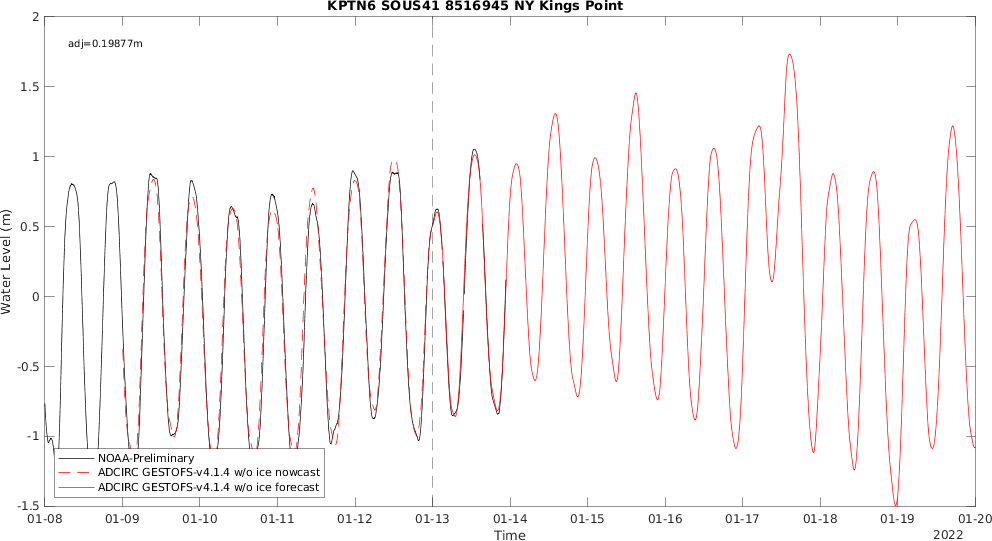 KPTN6 SOUS41 8516945 NY Kings Point
adj=0.19877m
Water Level (m)
2
1.5
1
0.5
0
-0.5
-1
-1.5
NOAA-Preliminary
ADCIRC GESTOFS-v4.1.4 w/o ice nowcast
ADCIRC GESTOFS-v4.1.4 w/o ice forecast
01-08 01-09 01-10 01-11 01-12 01-13 01-14 01-15 01-16 01-17 01-18 01-19 01-20
Time
2022